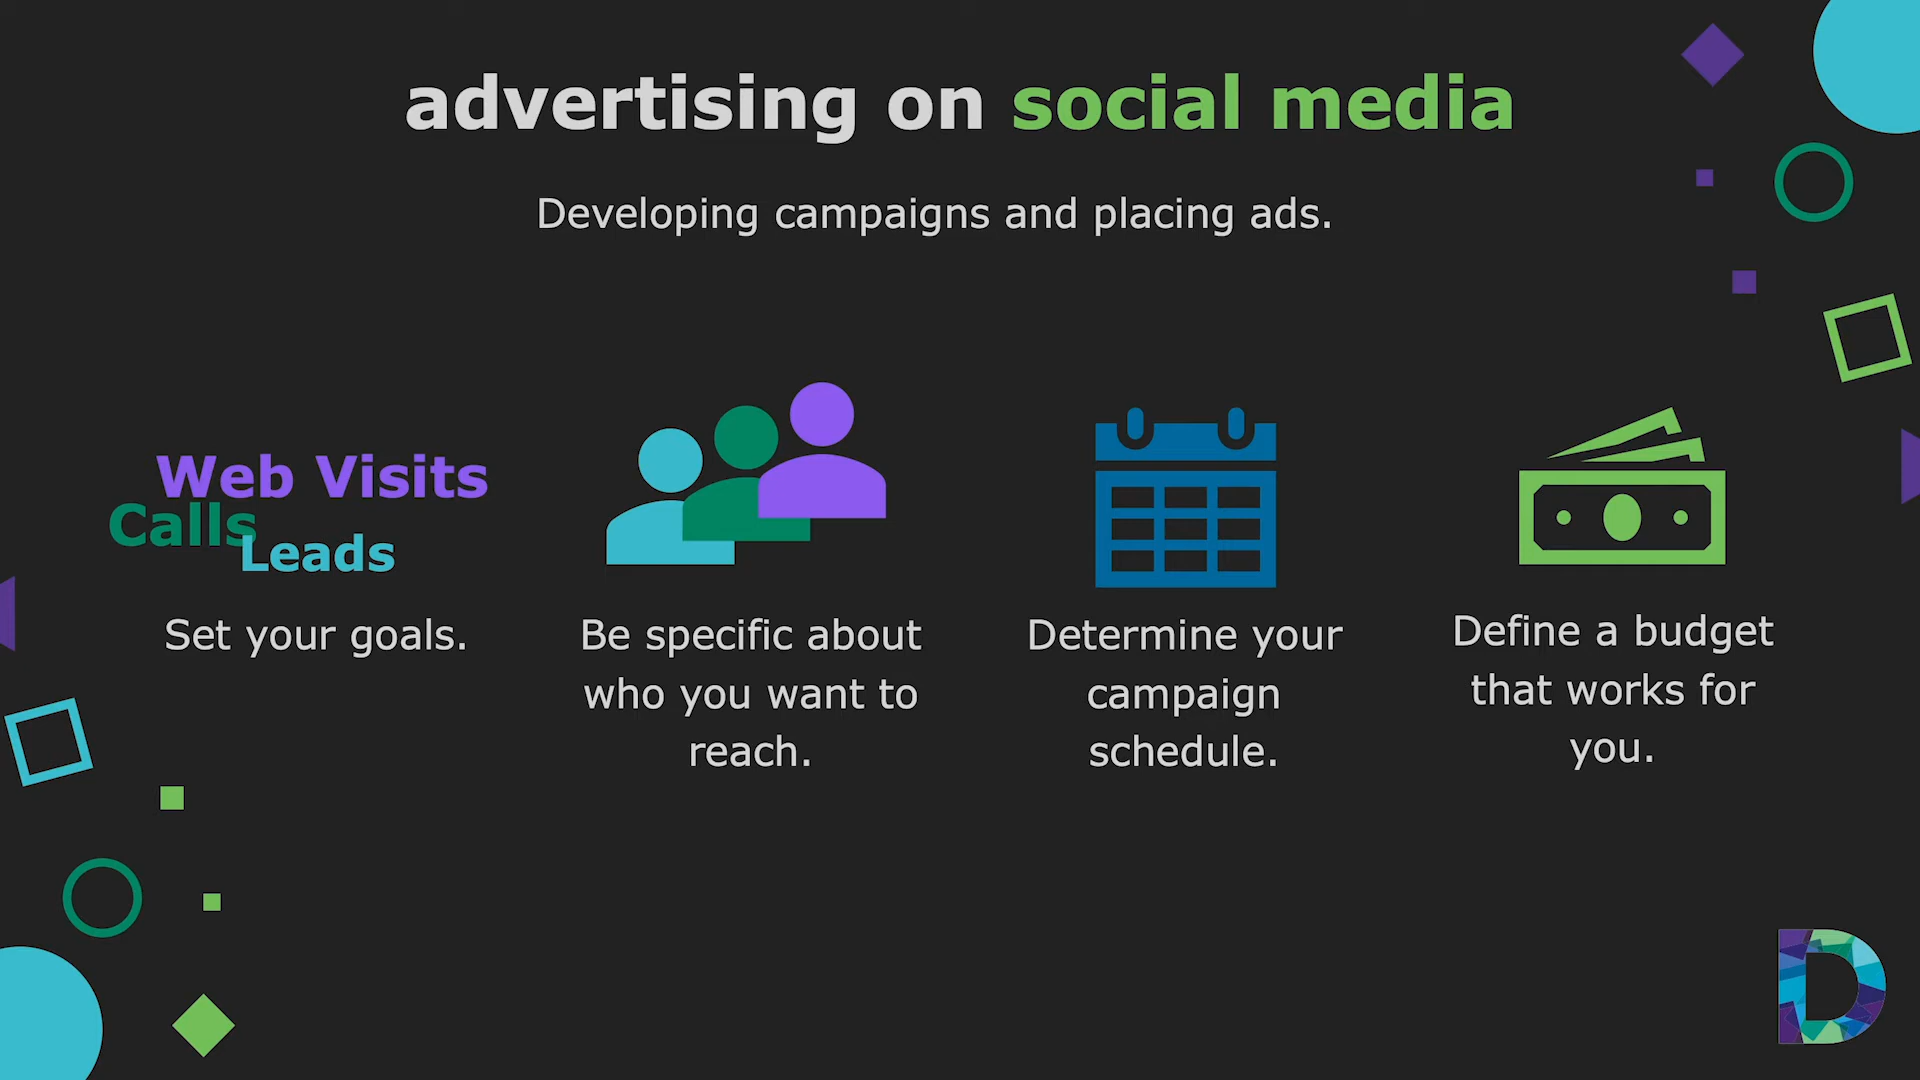 advertising on social media
Developing campaigns and placing ads.
Web Visits
Calls
Leads
Set your goals.
Be specific about
who you want to
reach.
Determine your
campaign
schedule.
Define a budget
that works for
you.
D